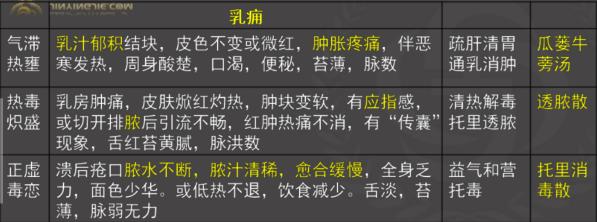 JINYINGJIE.COM
乳痈
气滞热壅 乳汁郁积结块，皮色不变或微红，肿胀疼痛，伴恶寒发热，周身酸楚，口渴，便秘，苔薄，脉数 疏肝清胃通乳消肿 瓜蒌牛蒡汤
热毒炽盛 乳房肿痛，皮肤焮红灼热，肿块变软，有应指感，或切开排脓后引流不畅，红肿热痛不消，有“传囊”现象，舌红苔黄腻，脉洪数 清热解毒托里透脓 透脓散
正虚毒恋 溃后疮口脓水不断，脓汁清稀，愈合缓慢，全身乏力，面色少华。或低热不退，饮食减少。舌淡，苔薄，脉弱无力 益气和营托毒 托里消毒散